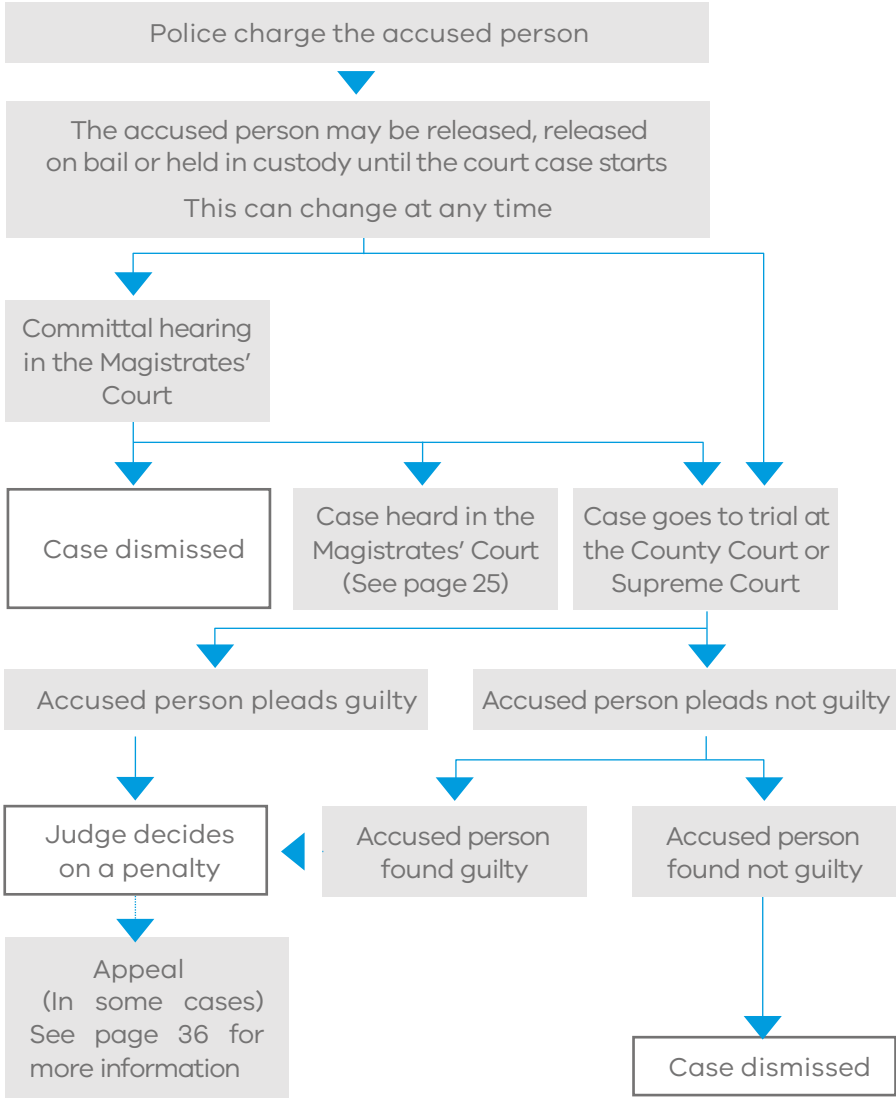 Police charge the accused person
The accused person may be released, released
on bail or held in custody until the court case starts
This can change at any time
Committal hearing
in the Magistrates'
Court
Case dismissed
Case heard in the
Magistrates' Court
(See page 25)
Case goes to trial at
the County Court or
Supreme Court
Accused person pleads guilty
Accused person pleads not guilty
Judge decides
on a penalty
Accused person
found guilty
Accused person
found not guilty
Appeal
(In some cases)
See page 36 for
more information
Case dismissed